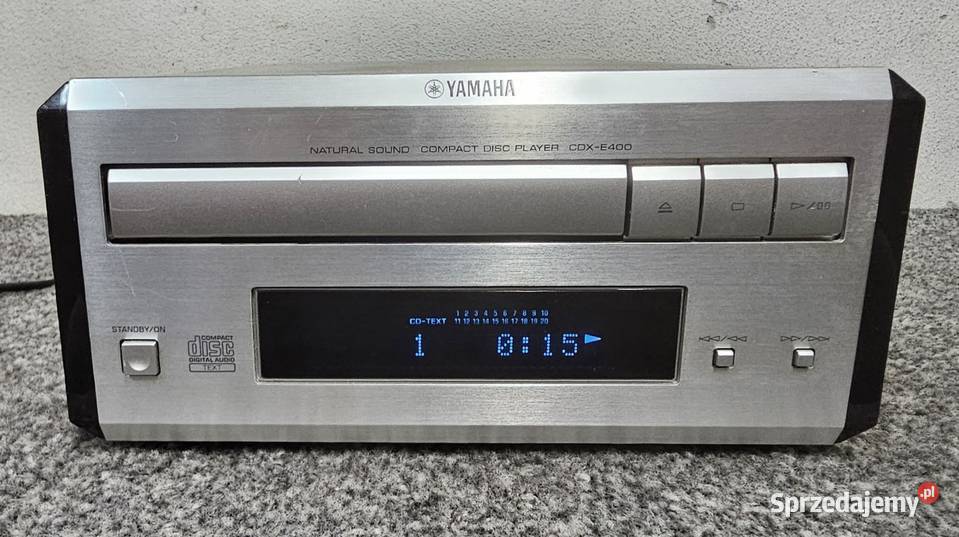 YAMAHA
NATURAL SOUND COMPACT DISC PLAYER CDX-E400
STANDBY/ON
COMPACT
disc
DIGITAL AUDIO
TEXT
1 2 3 4 5 6 7 8 9 10
CD-TEXT 11 12 13 14 15 16 17 18 19 20
1 0:15
Sprzedajemy.pl